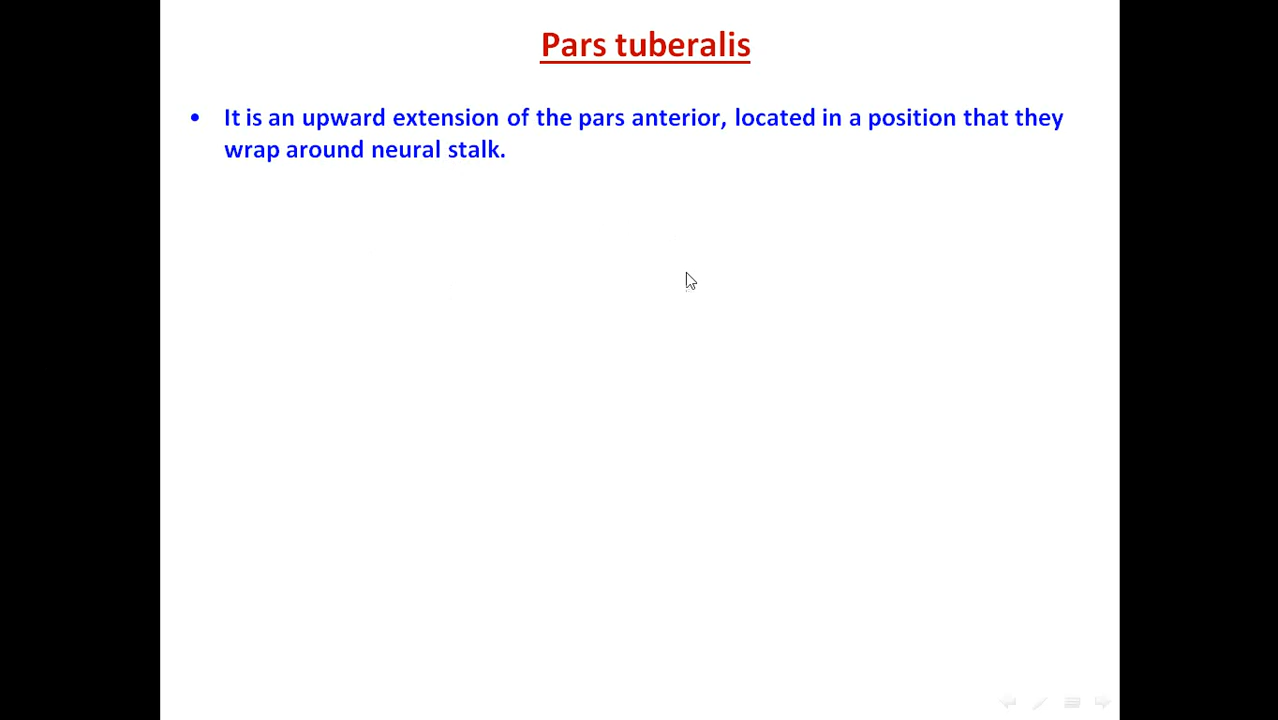 Pars tuberalis
• It is an upward extension of the pars anterior, located in a position that they
wrap around neural stalk.